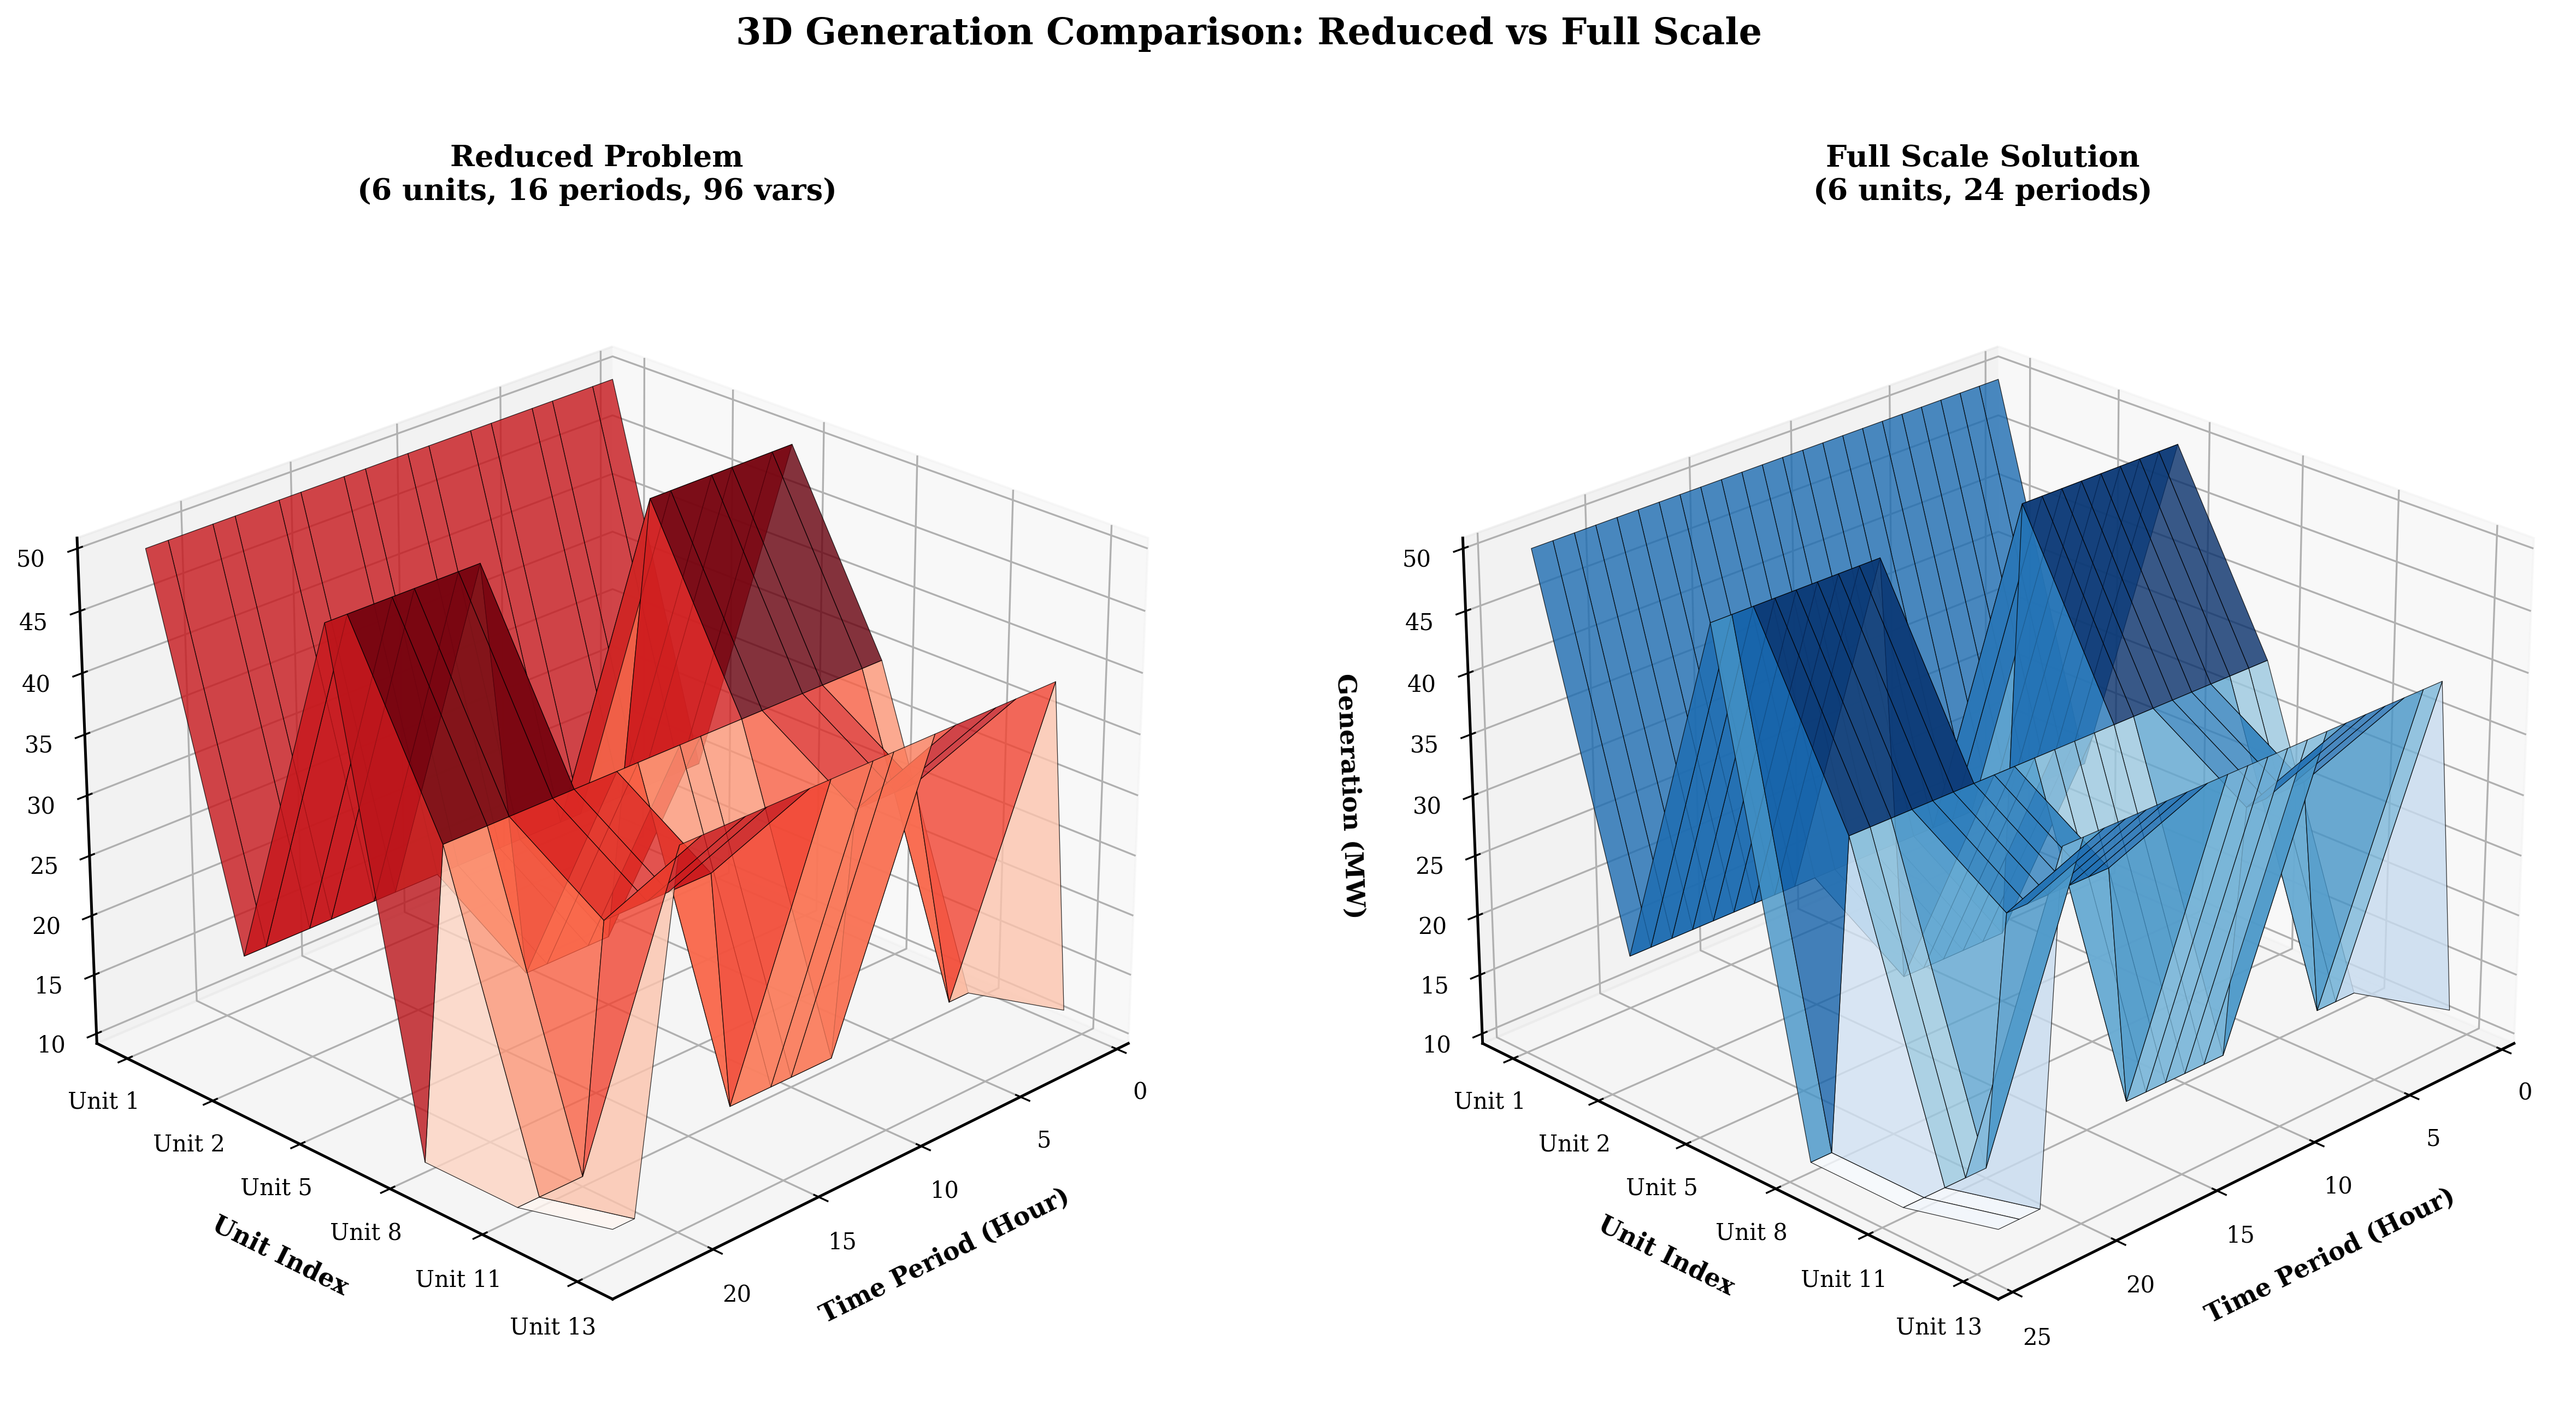 3D Generation Comparison: Reduced vs Full Scale
Reduced Problem
(6 units, 16 periods, 96 vars)
50
45
40
35
30
25
20
15
10
Unit 1
Unit 2
Unit 5
Unit 8
Unit 11
Unit 13
Unit Index
20
15
10
5
0
Time Period (Hour)
Full Scale Solution
(6 units, 24 periods)
Generation (MW)
50
45
40
35
30
25
20
15
10
Unit 1
Unit 2
Unit 5
Unit 8
Unit 11
Unit 13
Unit Index
25
20
15
10
5
0
Time Period (Hour)